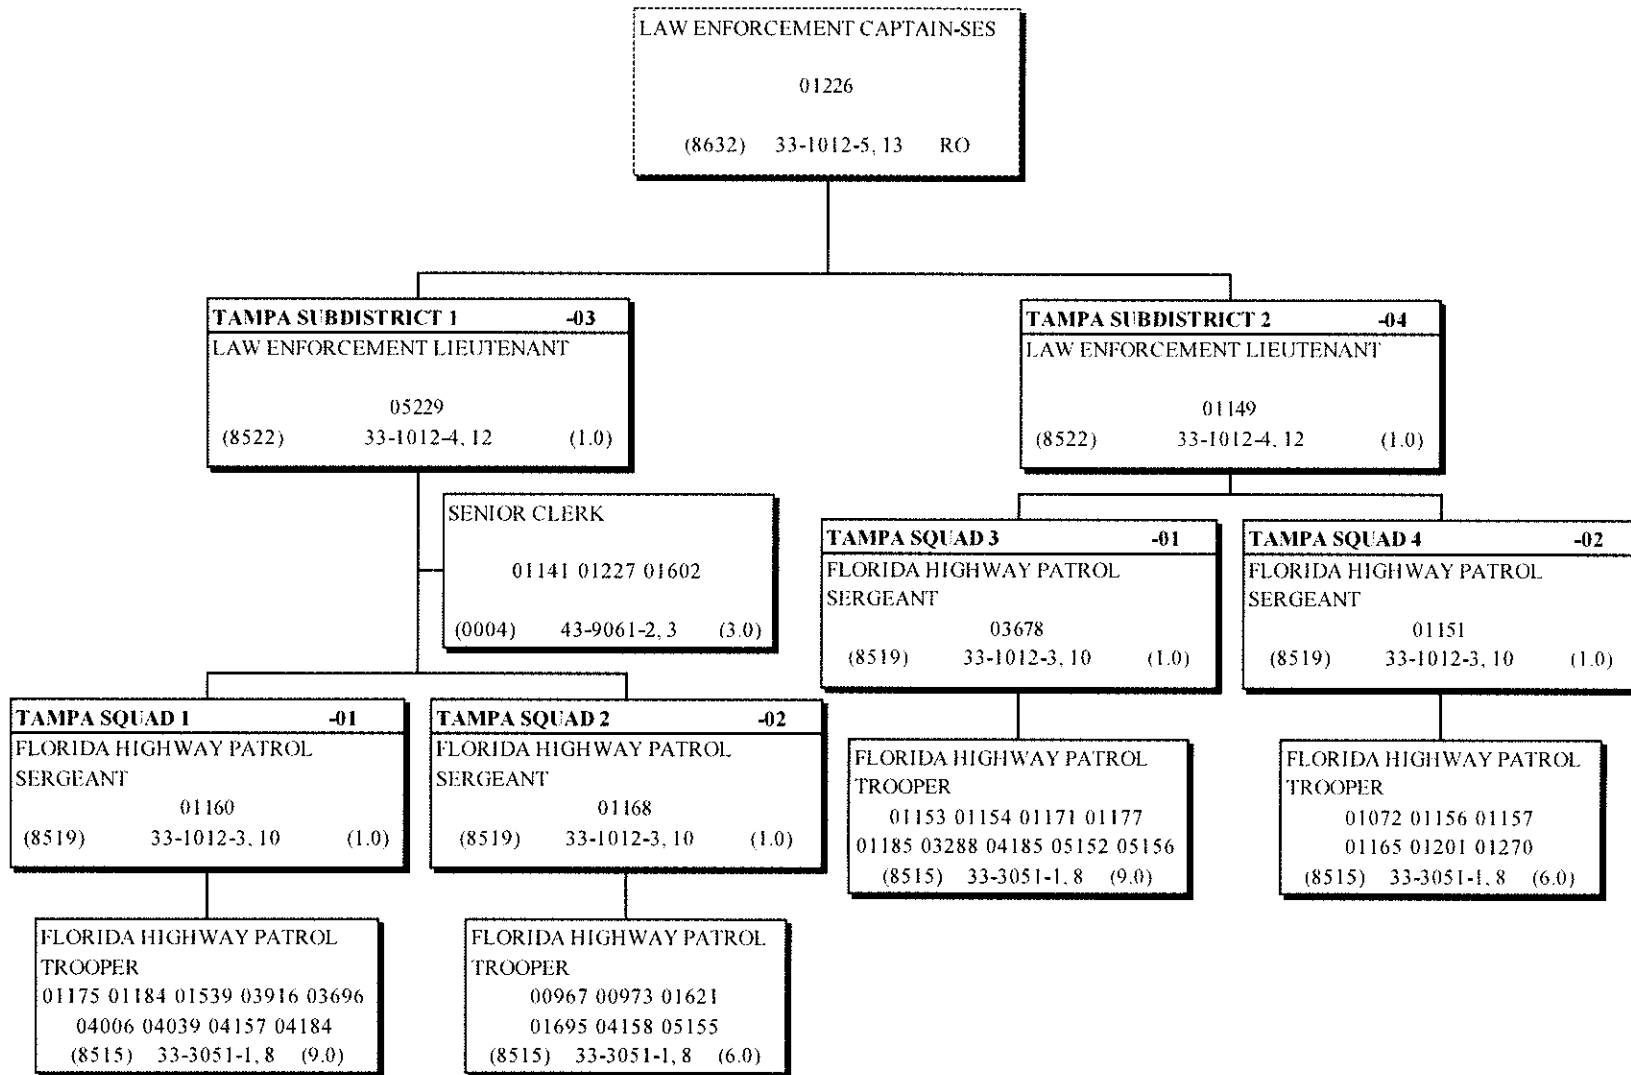 LAW ENFORCEMENT CAPTAIN-SES
01226
(8632) 33-1012-5, 13 RO
TAMPA SUBDISTRICT 1 -03
LAW ENFORCEMENT LIEUTENANT
05229
(8522) 33-1012-4, 12 (1.0)
TAMPA SUBDISTRICT 2 -04
LAW ENFORCEMENT LIEUTENANT
01149
(8522) 33-1012-4, 12 (1.0)
SENIOR CLERK
01141 01227 01602
(0004) 43-9061-2, 3 (3.0)
TAMPA SQUAD 3 -01
FLORIDA HIGHWAY PATROL
SERGEANT
03678
(8519) 33-1012-3, 10 (1.0)
TAMPA SQUAD 4 -02
FLORIDA HIGHWAY PATROL
SERGEANT
01151
(8519) 33-1012-3, 10 (1.0)
TAMPA SQUAD 1 -01
FLORIDA HIGHWAY PATROL
SERGEANT
01160
(8519) 33-1012-3, 10 (1.0)
TAMPA SQUAD 2 -02
FLORIDA HIGHWAY PATROL
SERGEANT
01168
(8519) 33-1012-3, 10 (1.0)
FLORIDA HIGHWAY PATROL
TROOPER
01153 01154 01171 01177
01185 03288 04185 05152 05156
(8515) 33-3051-1, 8 (9.0)
FLORIDA HIGHWAY PATROL
TROOPER
01072 01156 01157
01165 01201 01270
(8515) 33-3051-1, 8 (6.0)
FLORIDA HIGHWAY PATROL
TROOPER
01175 01184 01539 03916 03696
04006 04039 04157 04184
(8515) 33-3051-1, 8 (9.0)
FLORIDA HIGHWAY PATROL
TROOPER
00967 00973 01621
01695 04158 05155
(8515) 33-3051-1, 8 (6.0)